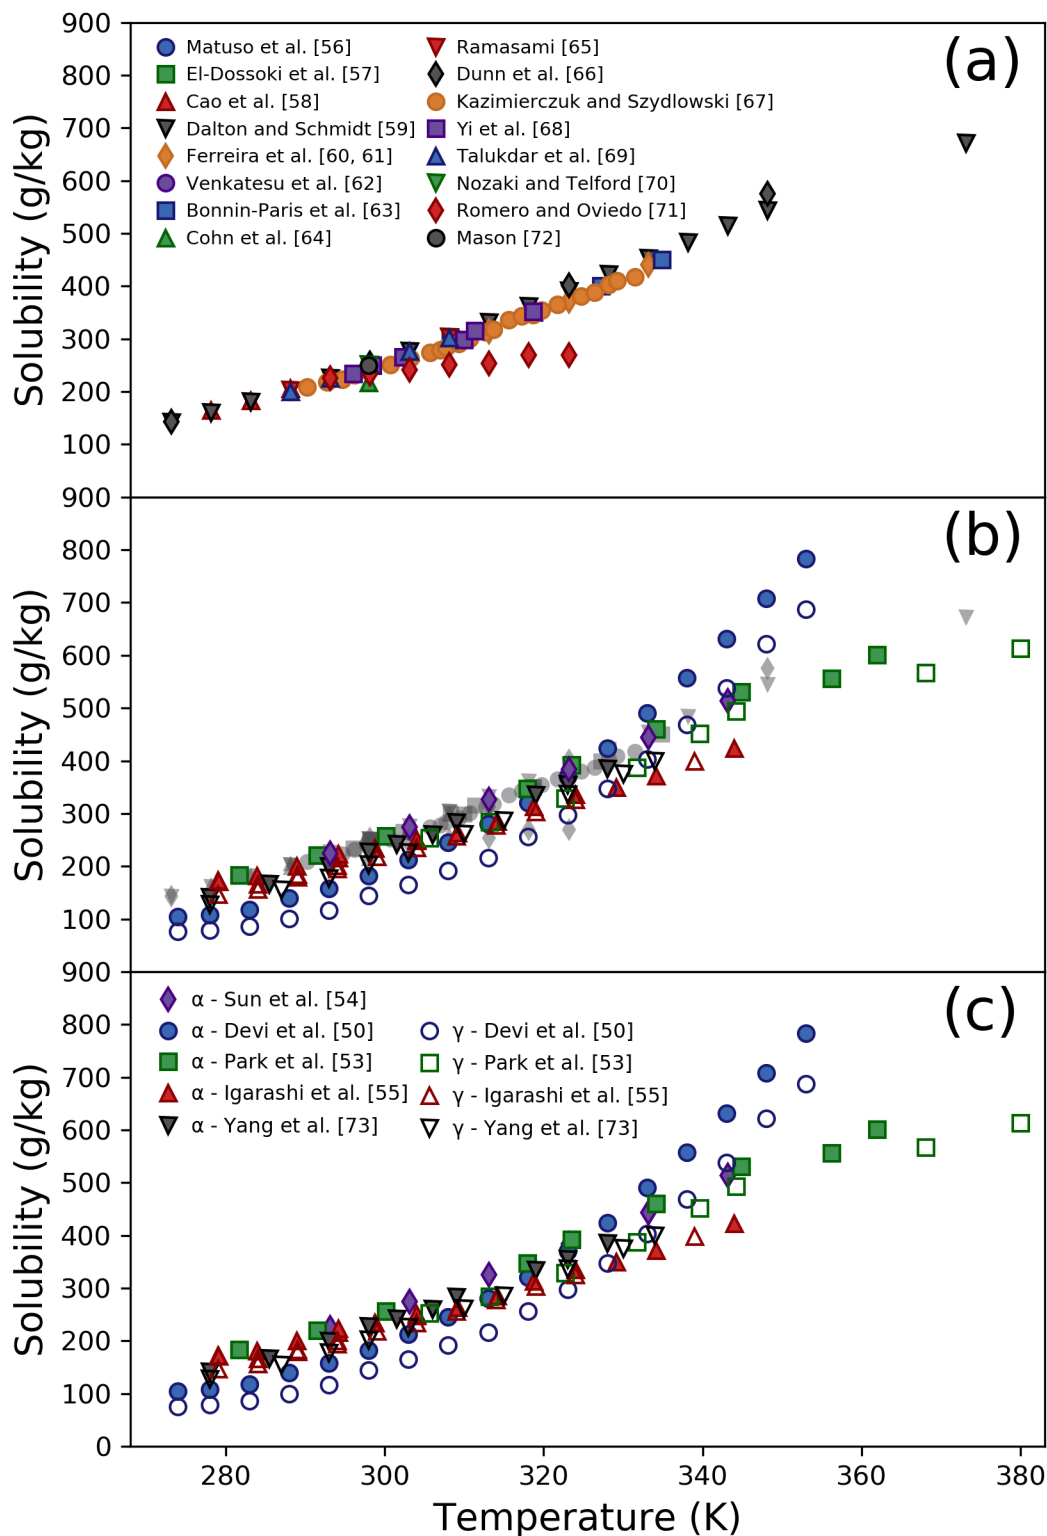 900
800
700
600
500
400
300
200
100
Solubility (g/kg)
(a)
Matuso et al. [56]
El-Dossoki et al. [57]
Cao et al. [58]
Dalton and Schmidt [59]
Ferreira et al. [60, 61]
Venkatesu et al. [62]
Bonnin-Paris et al. [63]
Cohn et al. [64]
Ramasami [65]
Dunn et al. [66]
Kazimierczuk and Szydlowski [67]
Yi et al. [68]
Talukdar et al. [69]
Nozaki and Telford [70]
Romero and Oviedo [71]
Mason [72]
900
800
700
600
500
400
300
200
100
Solubility (g/kg)
(b)
900
800
700
600
500
400
300
200
100
0
Solubility (g/kg)
(c)
α - Sun et al. [54]
α - Devi et al. [50]
α - Park et al. [53]
α - Igarashi et al. [55]
α - Yang et al. [73]
γ - Devi et al. [50]
γ - Park et al. [53]
γ - Igarashi et al. [55]
γ - Yang et al. [73]
280 300 320 340 360 380
Temperature (K)